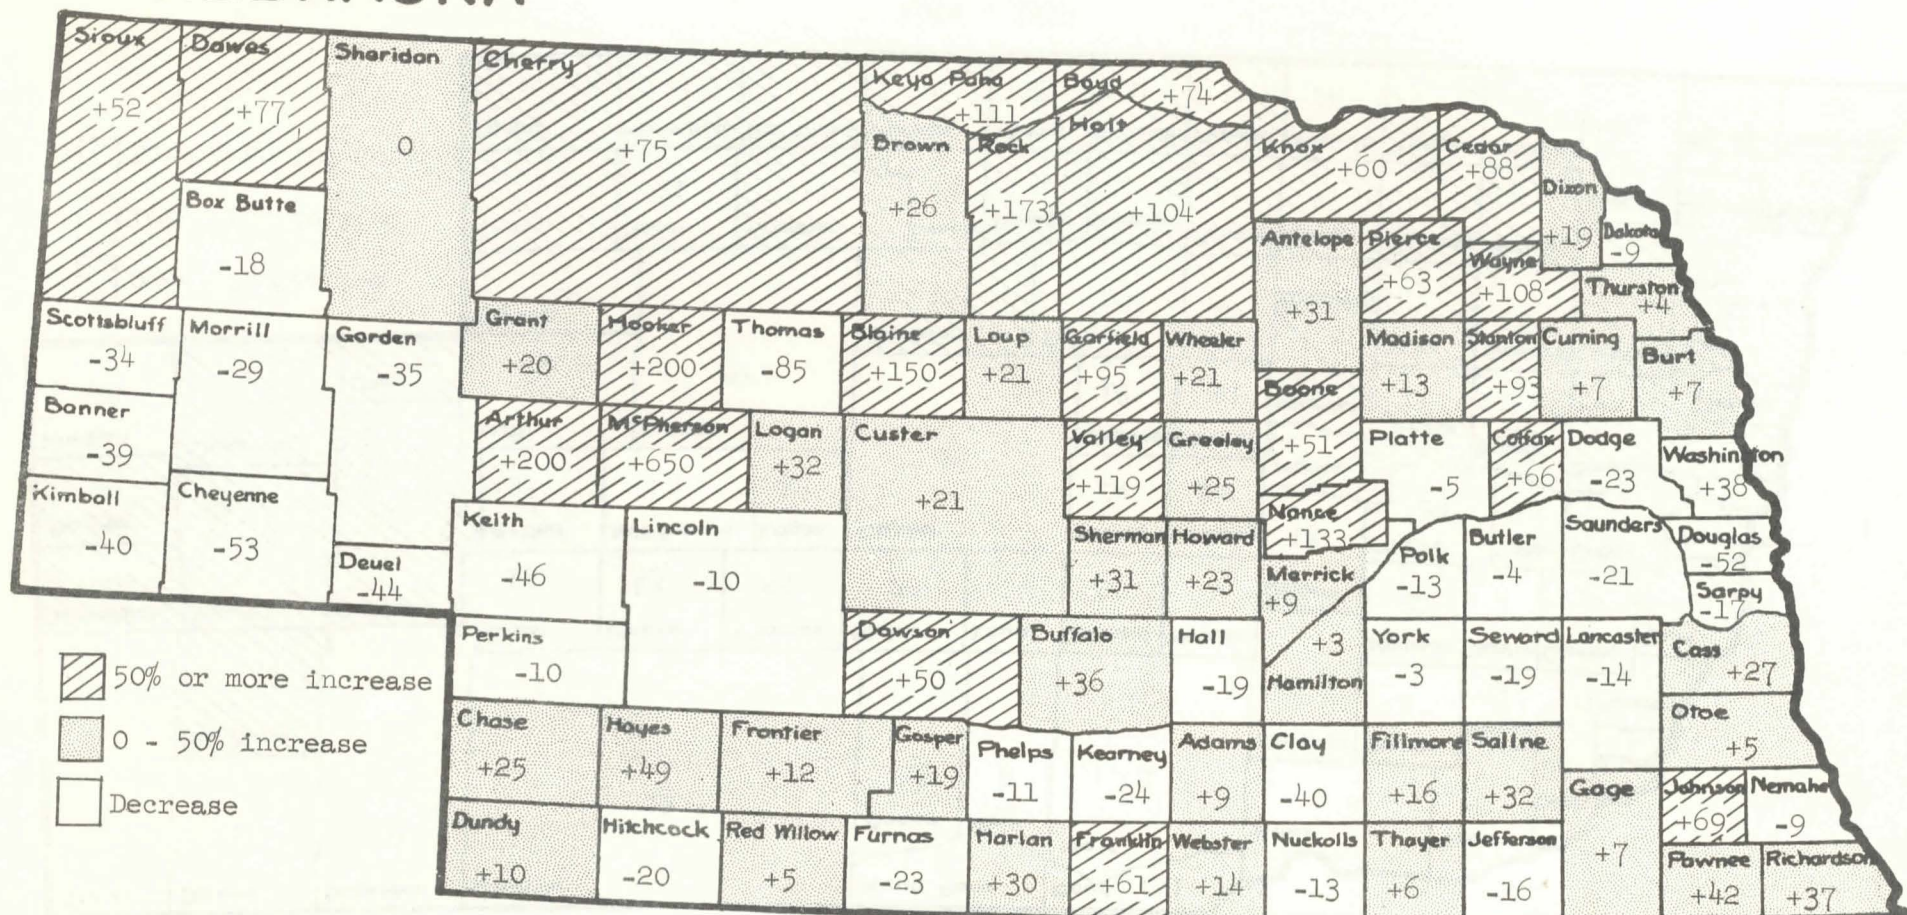 Sioux
+52
Dawes
+77
Sheridon
0
Cherry
+75
Keya Paha
+111
Boyd
+74
Holt
+104
Brown
+26
Rock
+173
Knox
+60
Cedar
+88
Dixon
+19
Dakota
-9
Box Butte
-18
Antelope
+31
Pierce
+63
Wayne
+108
Thurston
+4
Scottsbluff
-34
Morrill
-29
Garden
-35
Grant
+20
Hooker
+200
Thomas
-85
Blaine
+150
Loup
+21
Garfield
+95
Wheeler
+21
Boone
+51
Madison
+13
Stanton
+93
Cuming
+7
Burt
+7
Banner
-39
Arthur
+200
McPherson
+650
Logan
+32
Custer
+21
Valley
+119
Greeley
+25
Platte
-5
Colfax
+66
Dodge
-23
Washington
+38
Kimball
-40
Cheyenne
-53
Deuel
-44
Keith
-46
Lincoln
-10
Sherman
+31
Howard
+23
Nance
+133
Merrick
+9
Polk
-13
Butler
-4
Saunders
-21
Douglas
-52
Sarpy
-17
Perkins
-10
Dawson
+50
Buffalo
+36
Hall
-19
+3
Hamilton
York
-3
Seward
-19
Lancaster
-14
Cass
+27
Otoe
+5
50% or more increase
0 - 50% increase
Decrease
Chase
+25
Hayes
+49
Frontier
+12
Gosper
+19
Phelps
-11
Kearney
-24
Adams
+9
Clay
-40
Fillmore
+16
Saline
+32
Gage
+7
Johnson
+69
Nemaha
-9
Dundy
+10
Hitchcock
-20
Red Willow
+5
Furnas
-23
Harlan
+30
Franklin
+61
Webster
+14
Nuckolls
-13
Thayer
+6
Jefferson
-16
Pawnee
+42
Richardson
+37